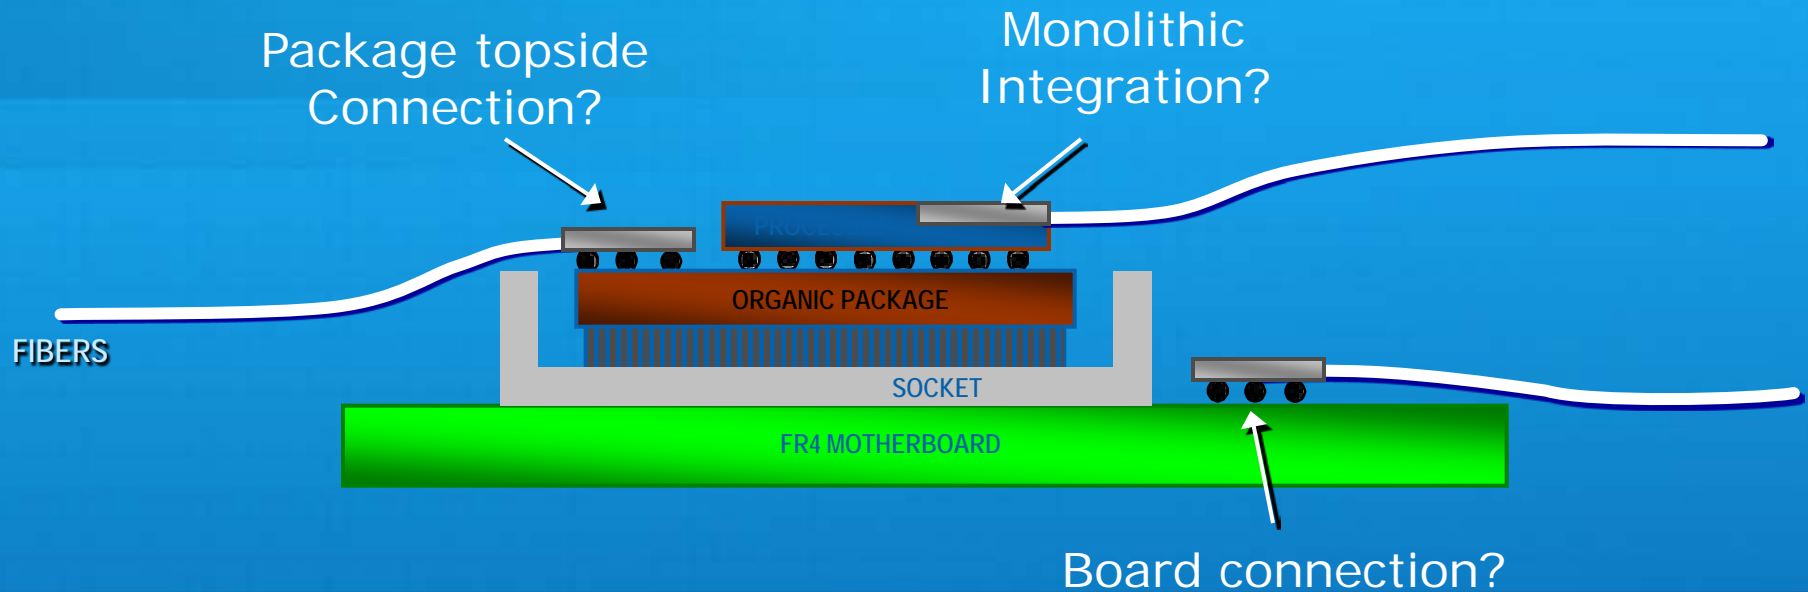 Package topside
Connection?
Monolithic
Integration?
ORGANIC PACKAGE
FIBERS
SOCKET
FR4 MOTHERBOARD
Board connection?